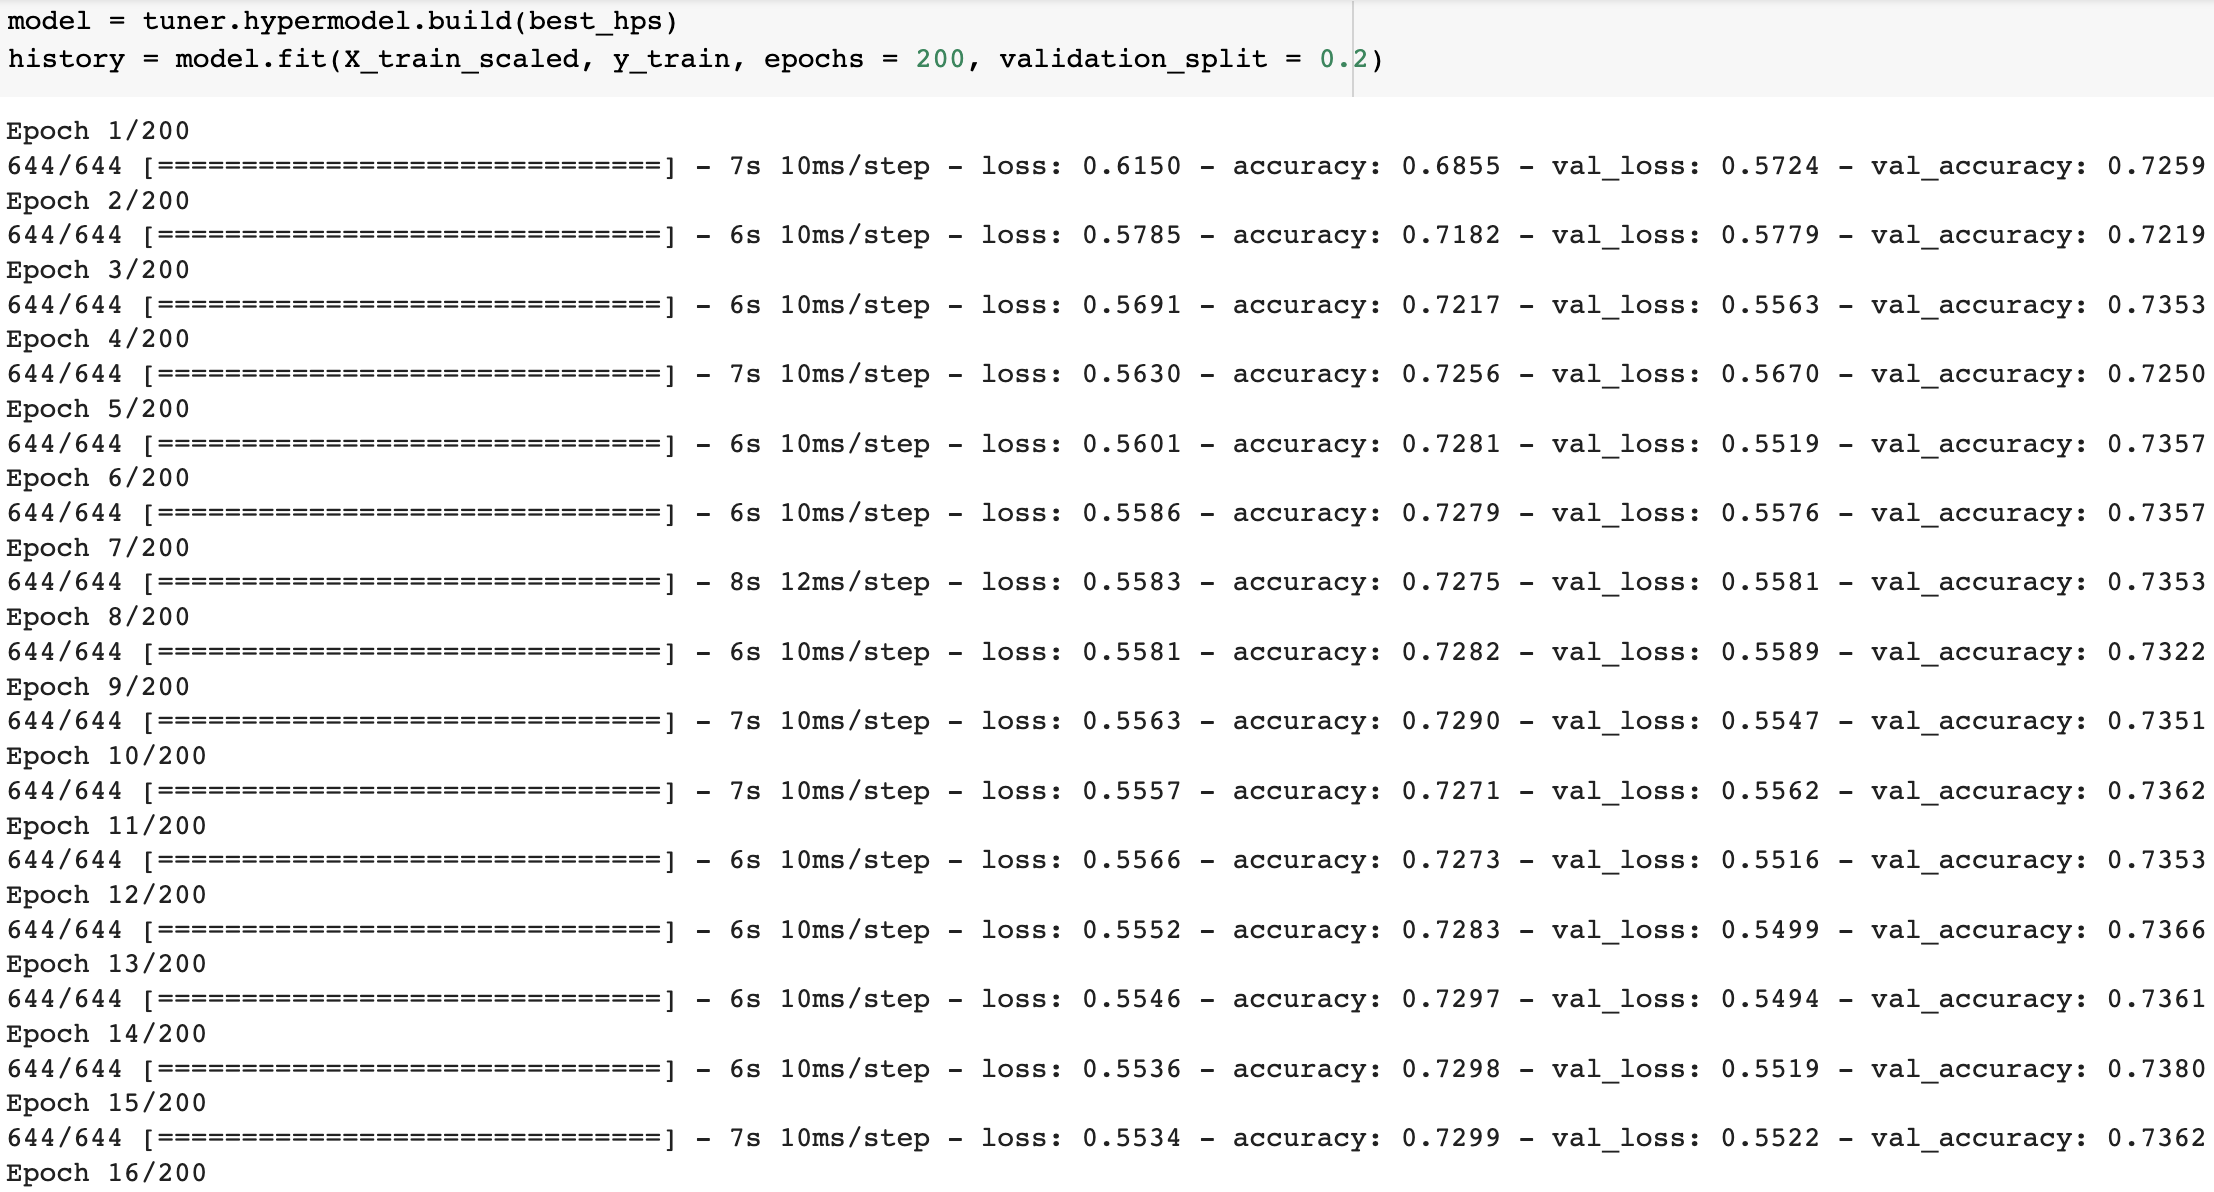 model = tuner.hypermodel.build(best_hps)
history = model.fit(X_train_scaled, y_train, epochs = 200, validation_split = 0.2)
Epoch 1/200
644/644 [==============================] - 7s 10ms/step - loss: 0.6150 - accuracy: 0.6855 - val_loss: 0.5724 - val_accuracy: 0.7259
Epoch 2/200
644/644 [==============================] - 6s 10ms/step - loss: 0.5785 - accuracy: 0.7182 - val_loss: 0.5779 - val_accuracy: 0.7219
Epoch 3/200
644/644 [==============================] - 6s 10ms/step - loss: 0.5691 - accuracy: 0.7217 - val_loss: 0.5563 - val_accuracy: 0.7353
Epoch 4/200
644/644 [==============================] - 7s 10ms/step - loss: 0.5630 - accuracy: 0.7256 - val_loss: 0.5670 - val_accuracy: 0.7250
Epoch 5/200
644/644 [==============================] - 6s 10ms/step - loss: 0.5601 - accuracy: 0.7281 - val_loss: 0.5519 - val_accuracy: 0.7357
Epoch 6/200
644/644 [==============================] - 6s 10ms/step - loss: 0.5586 - accuracy: 0.7279 - val_loss: 0.5576 - val_accuracy: 0.7357
Epoch 7/200
644/644 [==============================] - 8s 12ms/step - loss: 0.5583 - accuracy: 0.7275 - val_loss: 0.5581 - val_accuracy: 0.7353
Epoch 8/200
644/644 [==============================] - 6s 10ms/step - loss: 0.5581 - accuracy: 0.7282 - val_loss: 0.5589 - val_accuracy: 0.7322
Epoch 9/200
644/644 [==============================] - 7s 10ms/step - loss: 0.5563 - accuracy: 0.7290 - val_loss: 0.5547 - val_accuracy: 0.7351
Epoch 10/200
644/644 [==============================] - 7s 10ms/step - loss: 0.5557 - accuracy: 0.7271 - val_loss: 0.5562 - val_accuracy: 0.7362
Epoch 11/200
644/644 [==============================] - 6s 10ms/step - loss: 0.5566 - accuracy: 0.7273 - val_loss: 0.5516 - val_accuracy: 0.7353
Epoch 12/200
644/644 [==============================] - 6s 10ms/step - loss: 0.5552 - accuracy: 0.7283 - val_loss: 0.5499 - val_accuracy: 0.7366
Epoch 13/200
644/644 [==============================] - 6s 10ms/step - loss: 0.5546 - accuracy: 0.7297 - val_loss: 0.5494 - val_accuracy: 0.7361
Epoch 14/200
644/644 [==============================] - 6s 10ms/step - loss: 0.5536 - accuracy: 0.7298 - val_loss: 0.5519 - val_accuracy: 0.7380
Epoch 15/200
644/644 [==============================] - 7s 10ms/step - loss: 0.5534 - accuracy: 0.7299 - val_loss: 0.5522 - val_accuracy: 0.7362
Epoch 16/200